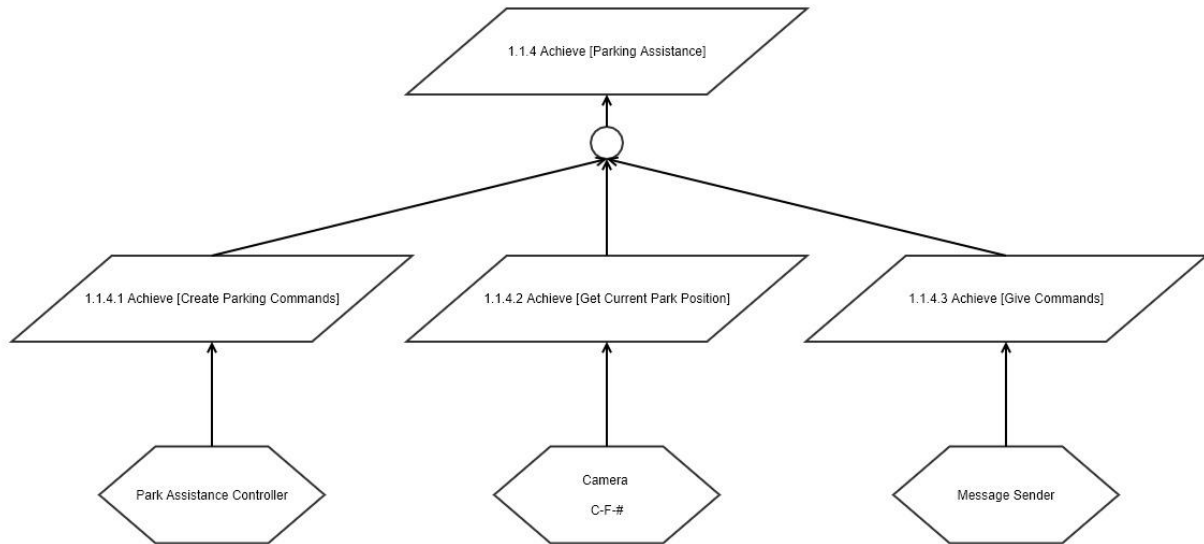 1.1.4 Achieve [Parking Assistance]
1.1.4.1 Achieve [Create Parking Commands]
1.1.4.2 Achieve [Get Current Park Position]
1.1.4.3 Achieve [Give Commands]
Park Assistance Controller
Camera
C-F-#
Message Sender